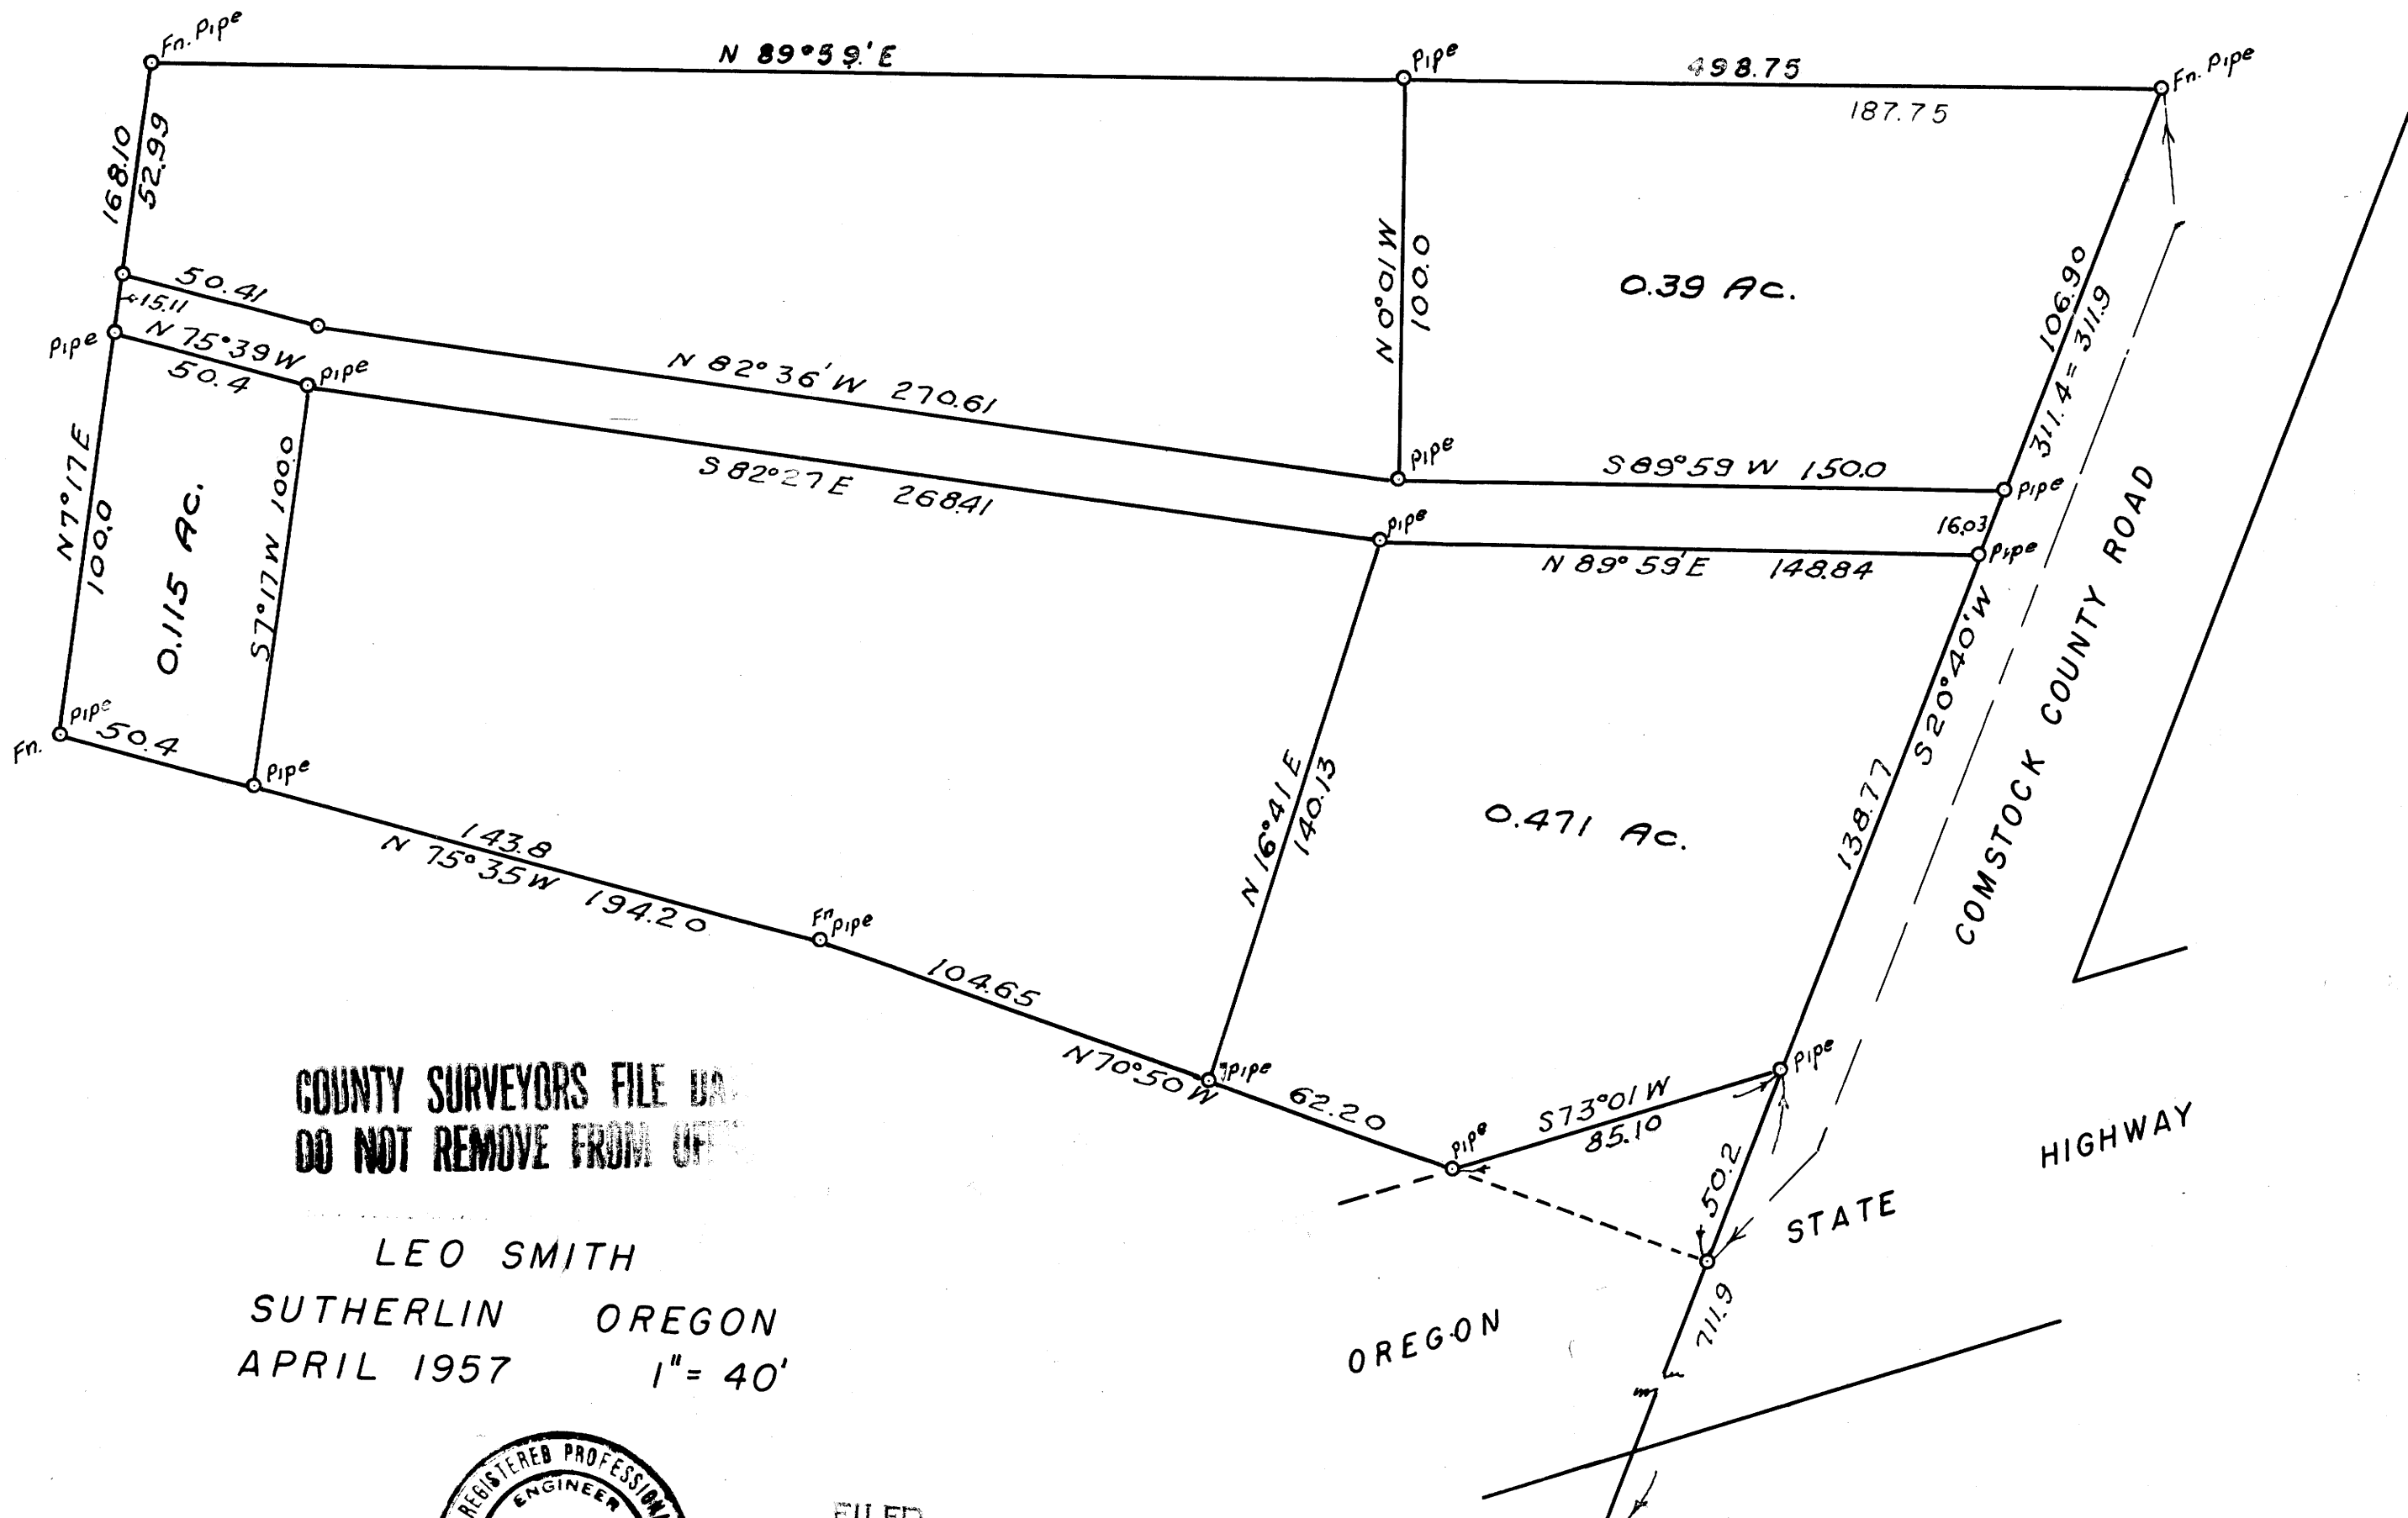 Fn. Pipe
N 89°59.'E
Pipe
498.75
Fn. Pipe
187.75
168.10
52.99
N 0°01 W
100.0
0.39 Ac.
106.90
311.4 = 311.9
50.41
15.11
Pipe
N 75°39 W
50.4
Pipe
N 82°36'W 270.61
S 82°27 E 268.41
Pipe
S 89°59 W 150.0
Pipe
16.03
Pipe
Pipe
N 89°59'E 148.84
N 7°17 E
100.0
0.115 Ac.
S 7°17 W 100.0
S 20°40'W
COMSTOCK COUNTY ROAD
Pipe
Fn.
50.4
Pipe
N 16°41 E
140.13
0.471 Ac.
138.77
143.8
N 75°35 W 194.20
Fn Pipe
104.65
N 70°50 W
Pipe
62.20
S 73°01 W
85.10
Pipe
Pipe
50.2
711.9
OREGON STATE HIGHWAY
COUNTY SURVEYORS FILE
DO NOT REMOVE FROM
LEO SMITH
SUTHERLIN OREGON
APRIL 1957 1"= 40'
REGISTERED PROFESSIONAL
ENGINEER
FILED